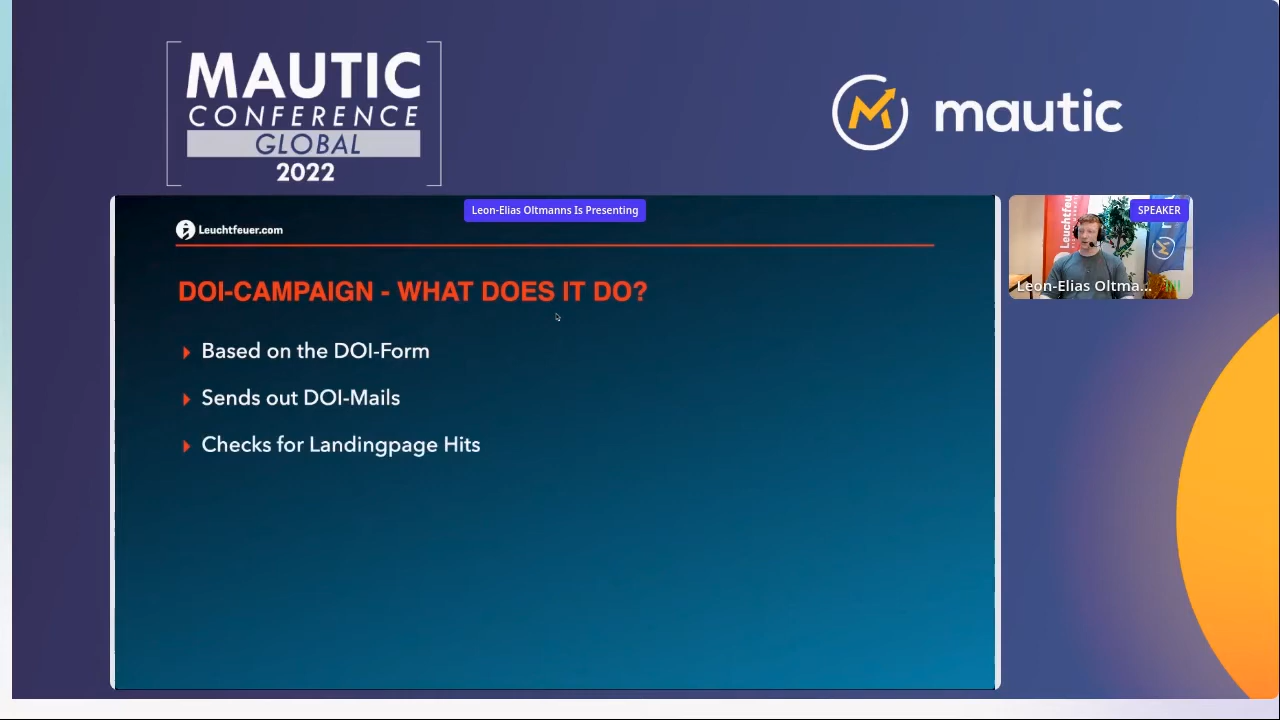 MAUTIC
CONFERENCE
GLOBAL
2022
mautic
Leon-Elias Oltmanns Is Presenting
SPEAKER
Leuchtfeuer.com
Leuchtfeu
Leon-Elias Oltma...
DOI-CAMPAIGN - WHAT DOES IT DO?
Based on the DOI-Form
Sends out DOI-Mails
Checks for Landingpage Hits